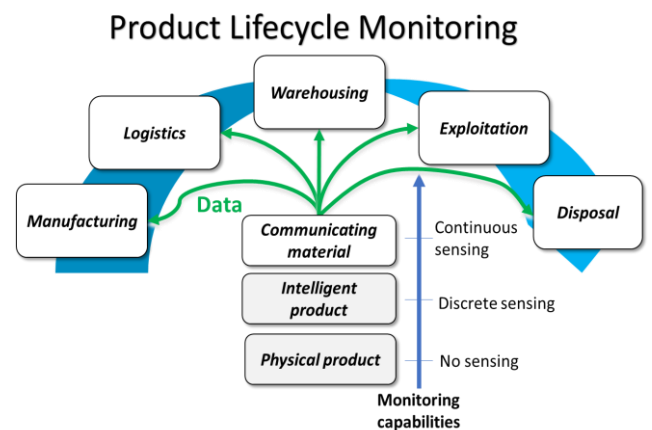 Product Lifecycle Monitoring
Warehousing
Logistics
Exploitation
Manufacturing
Data
Disposal
Communicating
material
Continuous
sensing
Intelligent
product
Discrete sensing
Physical product
No sensing
Monitoring
capabilities